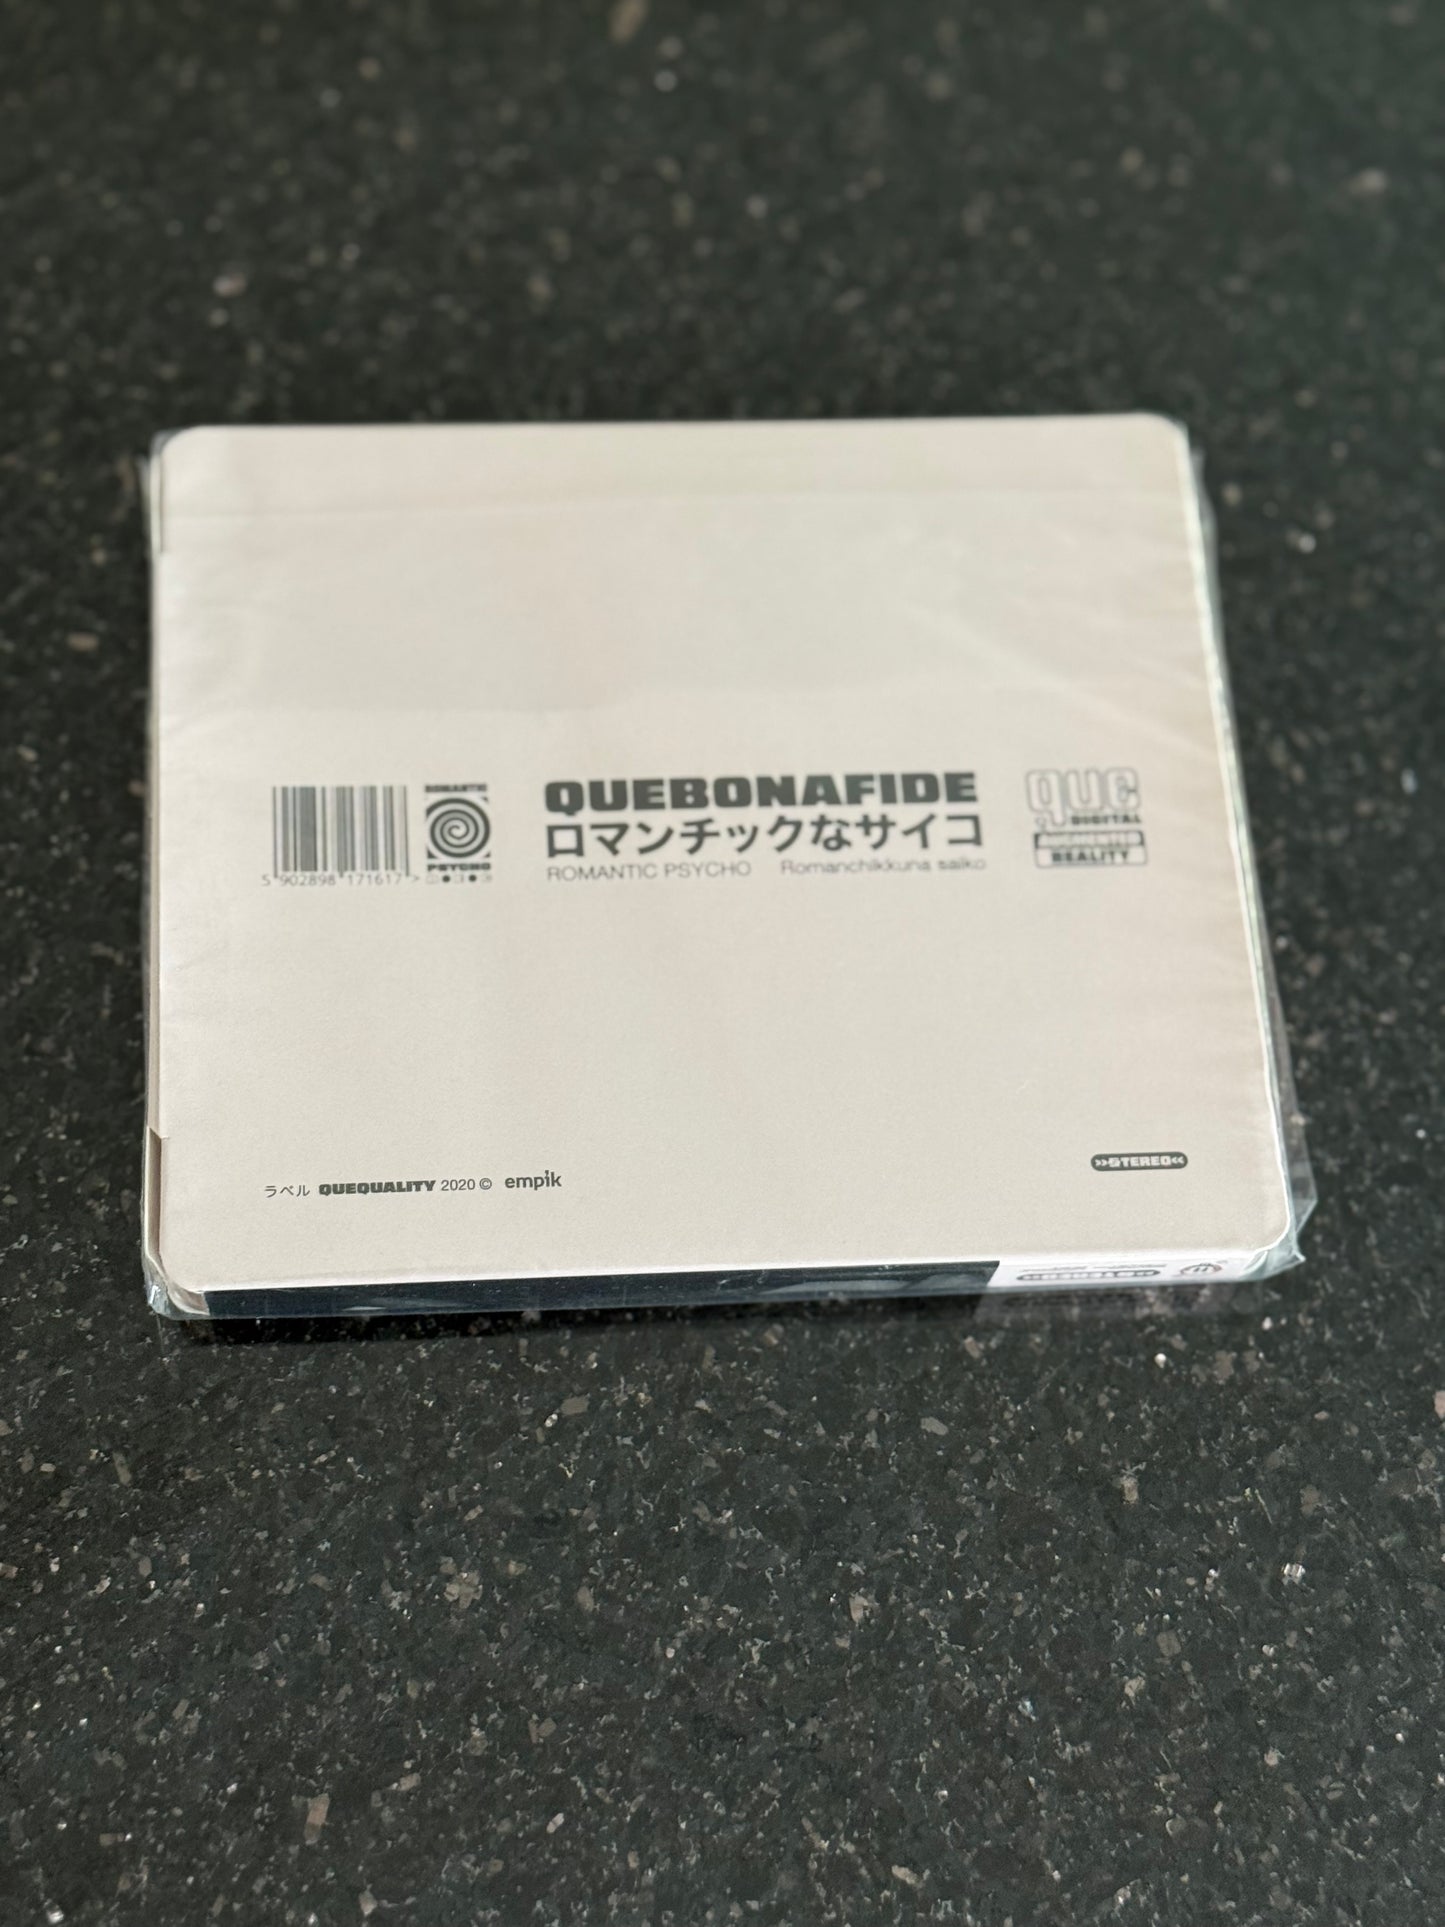 ROMANTIC
PSYCHO
5 902898 171617 >
QUEBONAFIDE
ロマンチックなサイコ
ROMANTIC PSYCHO Romanchikkuna saiko
que
DIGITAL
AUGMENTED
REALITY
ラベル QUEQUALITY 2020 © empik
»STEREO«